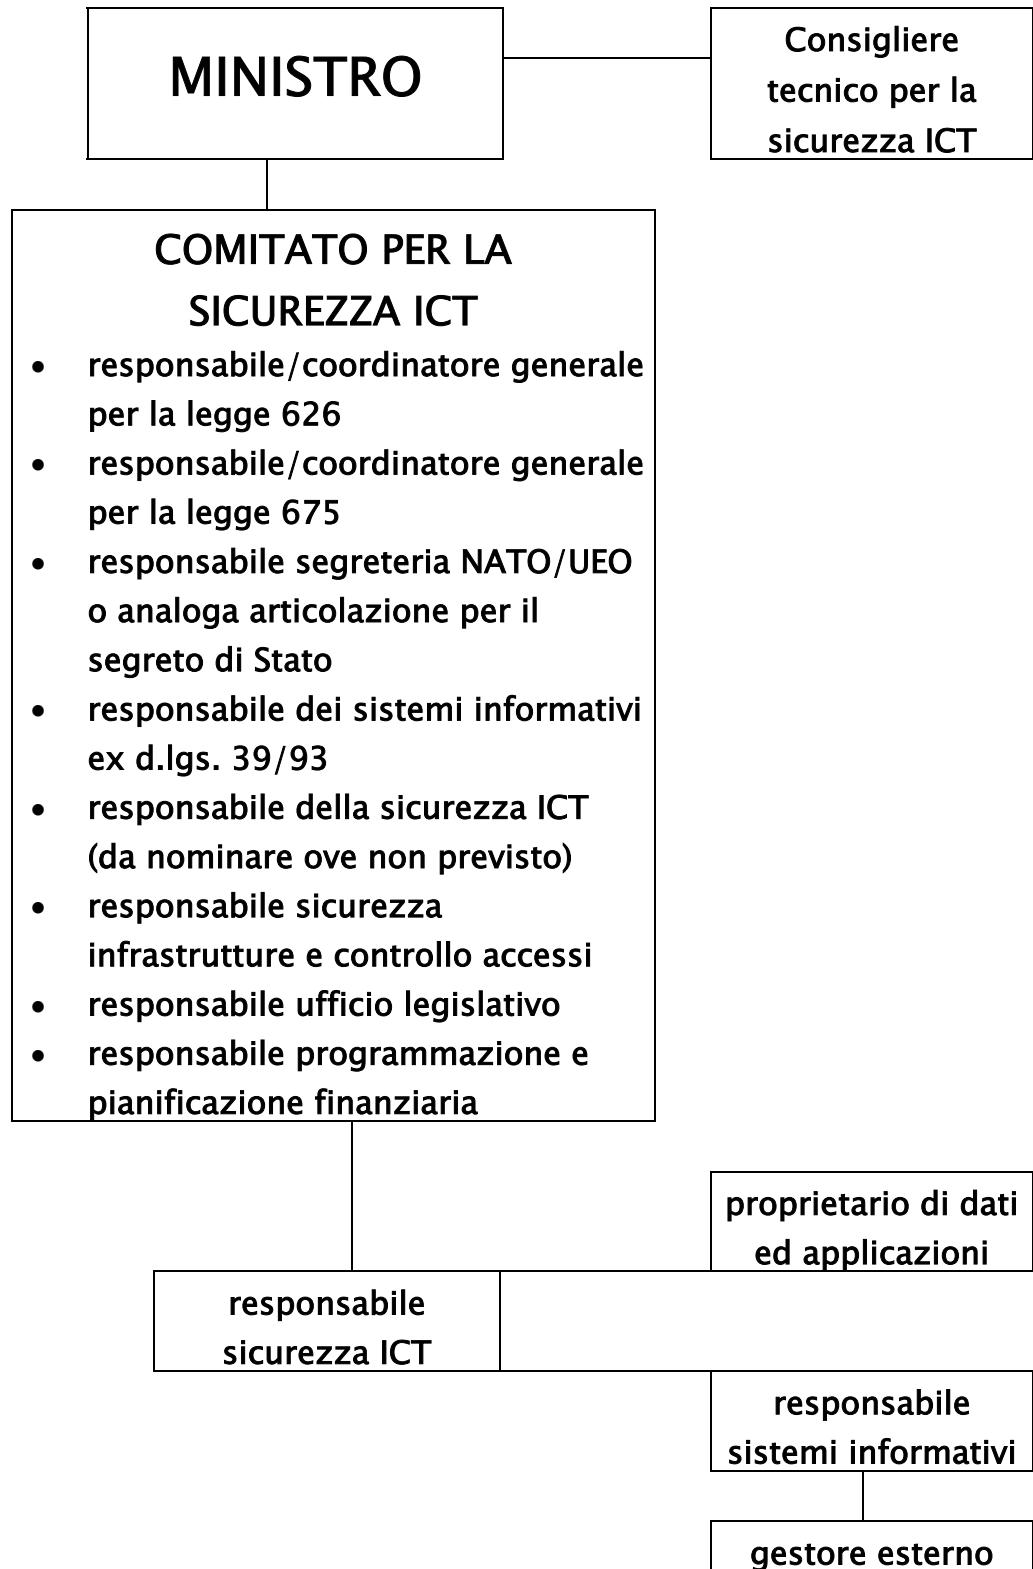 MINISTRO
Consigliere
tecnico per la
sicurezza ICT
COMITATO PER LA
SICUREZZA ICT
• responsabile/coordinatore generale
per la legge 626
• responsabile/coordinatore generale
per la legge 675
• responsabile segreteria NATO/UEO
o analoga articolazione per il
segreto di Stato
• responsabile dei sistemi informativi
ex d.lgs. 39/93
• responsabile della sicurezza ICT
(da nominare ove non previsto)
• responsabile sicurezza
infrastrutture e controllo accessi
• responsabile ufficio legislativo
• responsabile programmazione e
pianificazione finanziaria
proprietario di dati
ed applicazioni
responsabile
sicurezza ICT
responsabile
sistemi informativi
gestore esterno